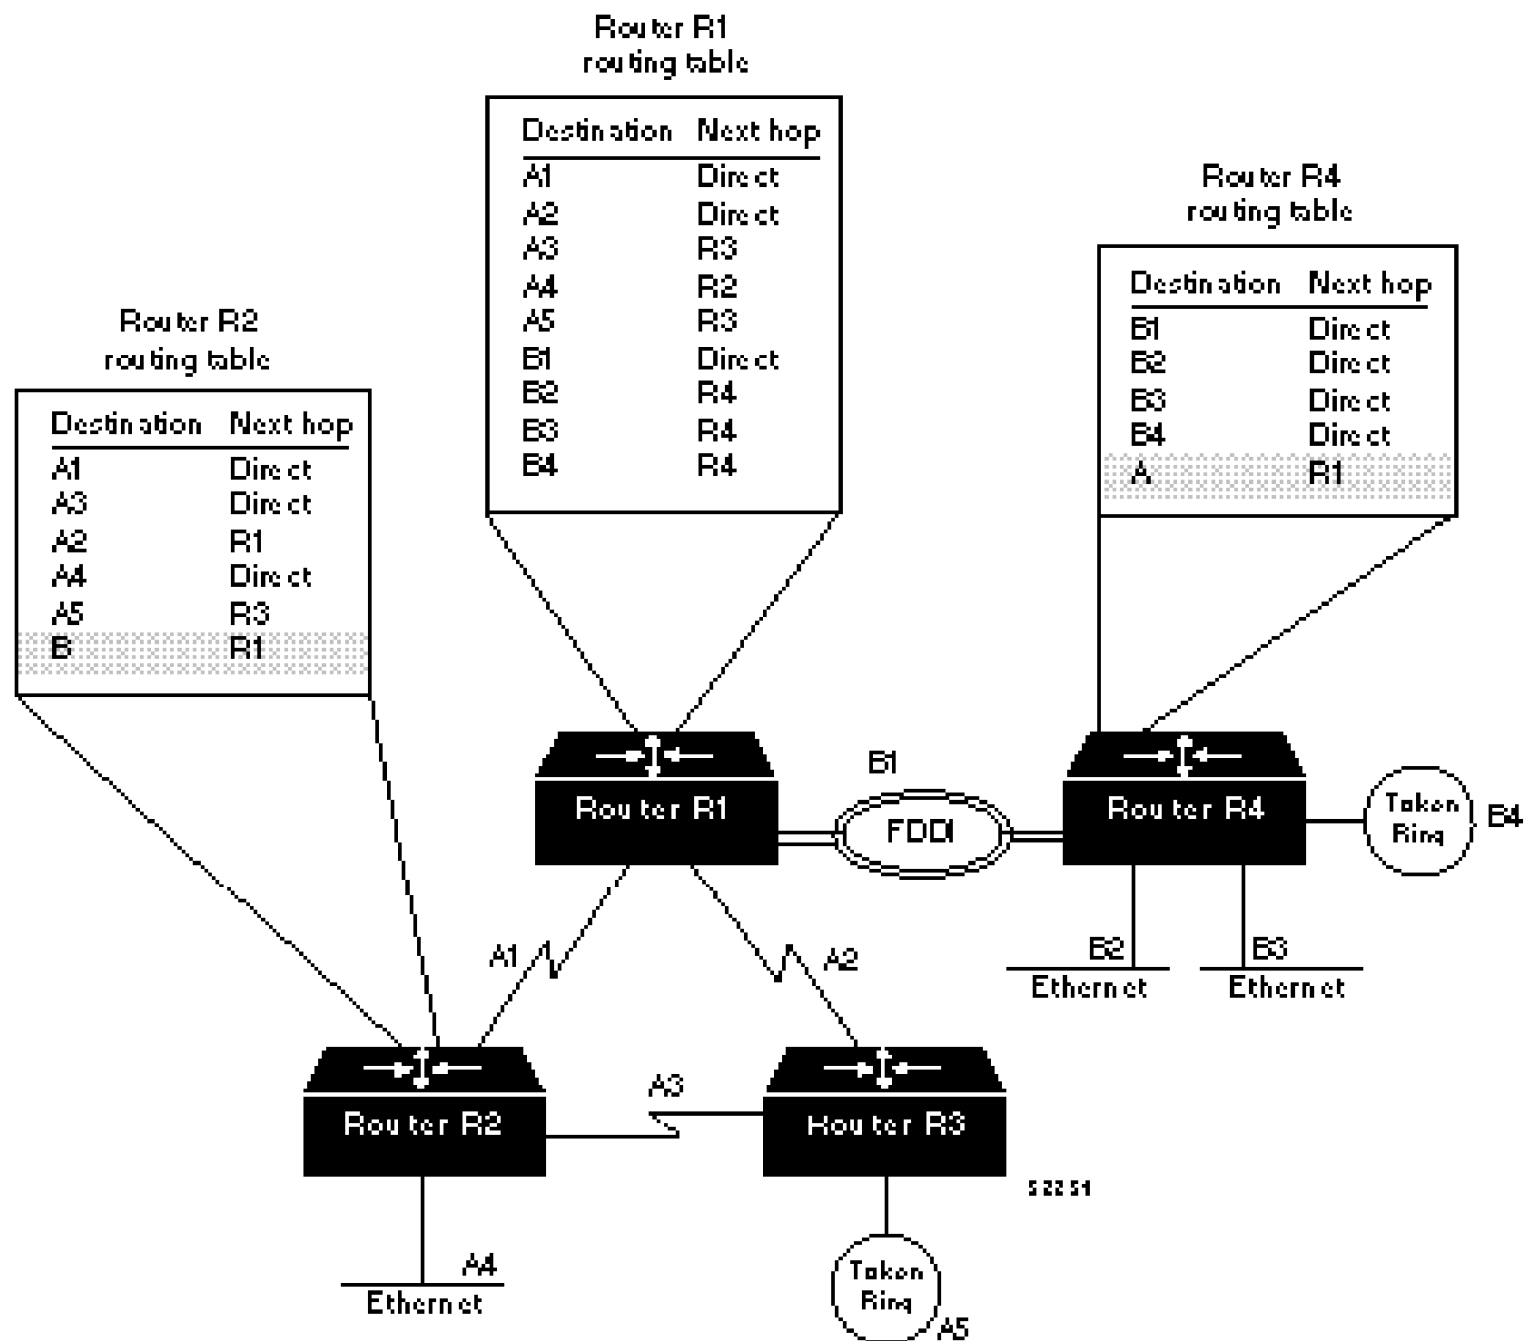 Router R1
routing table
Destination Next hop
A1 Direct
A2 Direct
A3 R3
A4 R2
A5 R3
B1 Direct
B2 R4
B3 R4
B4 R4
Router R4
routing table
Destination Next hop
B1 Direct
B2 Direct
B3 Direct
B4 Direct
A R1
Router R2
routing table
Destination Next hop
A1 Direct
A3 Direct
A2 R1
A4 Direct
A5 R3
B R1
Router R1
B1
FDDI
Router R4
Token
Ring
B4
A1
A2
B2
Ethernet
B3
Ethernet
Router R2
A3
Router R3
A4
Ethernet
Token
Ring
A5